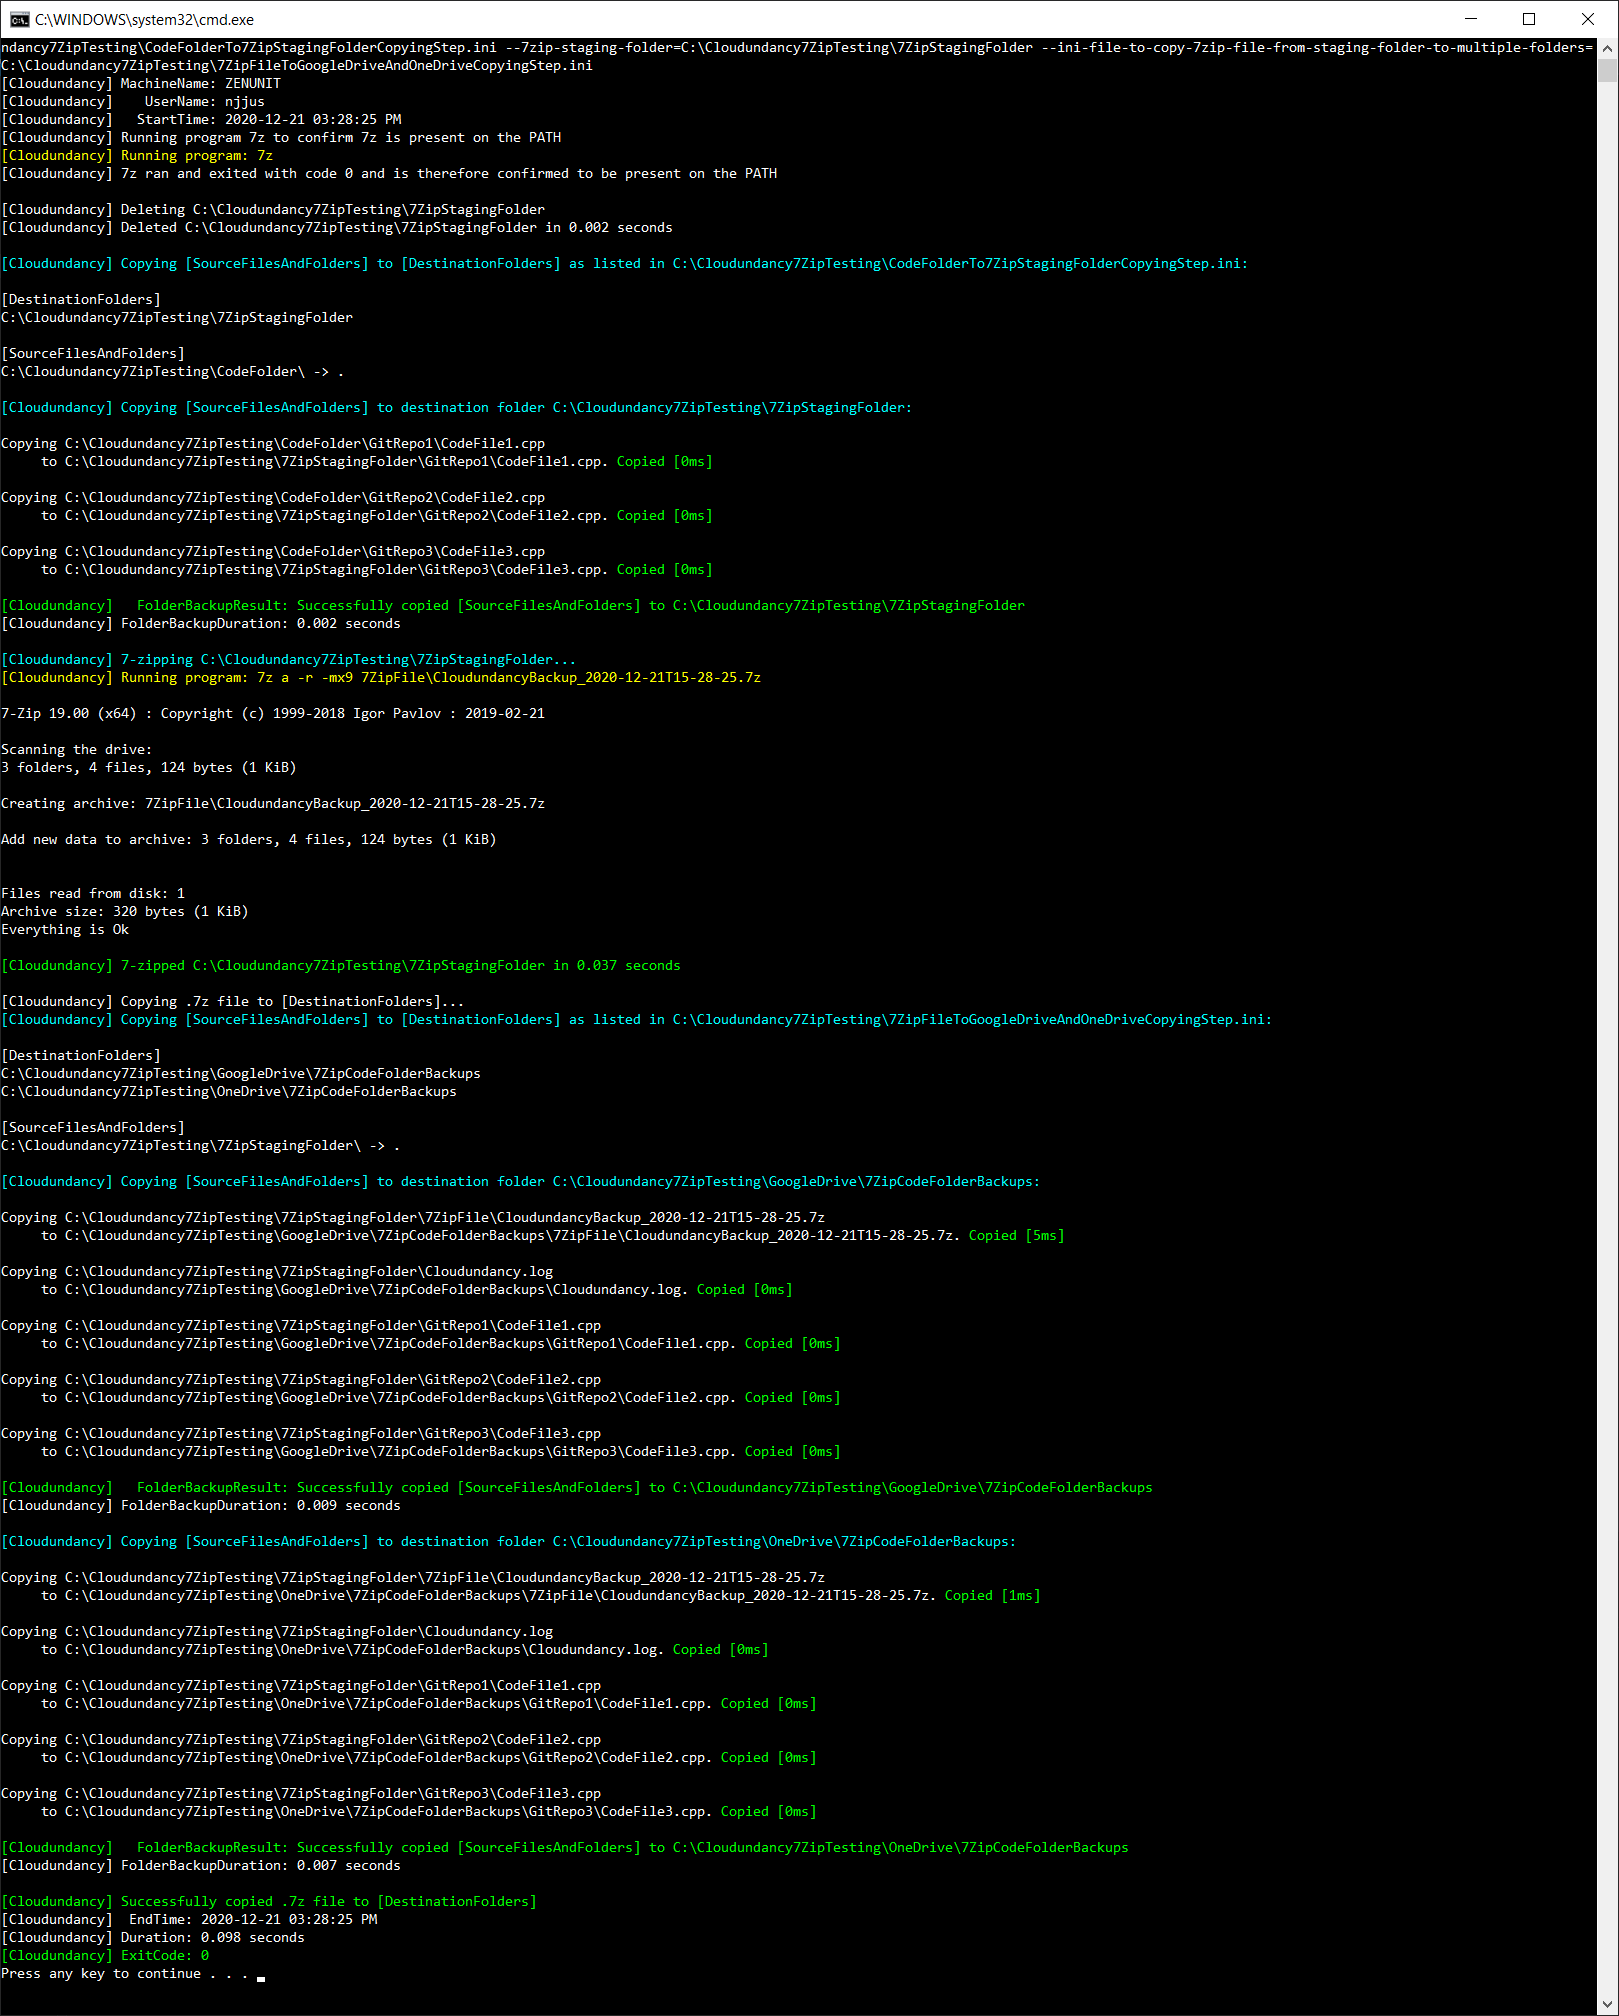 C:\WINDOWS\system32\cmd.exe
ndancy7ZipTesting\CodeFolderTo7ZipStagingFolderCopyingStep.ini --7zip-staging-folder=C:\Cloudundancy7ZipTesting\7ZipStagingFolder --ini-file-to-copy-7zip-file-from-staging-folder-to-multiple-folders=
C:\Cloudundancy7ZipTesting\7ZipFileToGoogleDriveAndOneDriveCopyingStep.ini
[Cloudundancy] MachineName: ZENUNIT
[Cloudundancy]    UserName: njjus
[Cloudundancy]   StartTime: 2020-12-21 03:28:25 PM
[Cloudundancy] Running program 7z to confirm 7z is present on the PATH
[Cloudundancy] Running program: 7z
[Cloudundancy] 7z ran and exited with code 0 and is therefore confirmed to be present on the PATH
[Cloudundancy] Deleting C:\Cloudundancy7ZipTesting\7ZipStagingFolder
[Cloudundancy] Deleted C:\Cloudundancy7ZipTesting\7ZipStagingFolder in 0.002 seconds
[Cloudundancy] Copying [SourceFilesAndFolders] to [DestinationFolders] as listed in C:\Cloudundancy7ZipTesting\CodeFolderTo7ZipStagingFolderCopyingStep.ini:
[DestinationFolders]
C:\Cloudundancy7ZipTesting\7ZipStagingFolder
[SourceFilesAndFolders]
C:\Cloudundancy7ZipTesting\CodeFolder\ -> .
[Cloudundancy] Copying [SourceFilesAndFolders] to destination folder C:\Cloudundancy7ZipTesting\7ZipStagingFolder:
Copying C:\Cloudundancy7ZipTesting\CodeFolder\GitRepo1\CodeFile1.cpp
     to C:\Cloudundancy7ZipTesting\7ZipStagingFolder\GitRepo1\CodeFile1.cpp. Copied [0ms]
Copying C:\Cloudundancy7ZipTesting\CodeFolder\GitRepo2\CodeFile2.cpp
     to C:\Cloudundancy7ZipTesting\7ZipStagingFolder\GitRepo2\CodeFile2.cpp. Copied [0ms]
Copying C:\Cloudundancy7ZipTesting\CodeFolder\GitRepo3\CodeFile3.cpp
     to C:\Cloudundancy7ZipTesting\7ZipStagingFolder\GitRepo3\CodeFile3.cpp. Copied [0ms]
[Cloudundancy]   FolderBackupResult: Successfully copied [SourceFilesAndFolders] to C:\Cloudundancy7ZipTesting\7ZipStagingFolder
[Cloudundancy] FolderBackupDuration: 0.002 seconds
[Cloudundancy] 7-zipping C:\Cloudundancy7ZipTesting\7ZipStagingFolder...
[Cloudundancy] Running program: 7z a -r -mx9 7ZipFile\CloudundancyBackup_2020-12-21T15-28-25.7z
7-Zip 19.00 (x64) : Copyright (c) 1999-2018 Igor Pavlov : 2019-02-21
Scanning the drive:
3 folders, 4 files, 124 bytes (1 KiB)
Creating archive: 7ZipFile\CloudundancyBackup_2020-12-21T15-28-25.7z
Add new data to archive: 3 folders, 4 files, 124 bytes (1 KiB)
Files read from disk: 1
Archive size: 320 bytes (1 KiB)
Everything is Ok
[Cloudundancy] 7-zipped C:\Cloudundancy7ZipTesting\7ZipStagingFolder in 0.037 seconds
[Cloudundancy] Copying .7z file to [DestinationFolders]...
[Cloudundancy] Copying [SourceFilesAndFolders] to [DestinationFolders] as listed in C:\Cloudundancy7ZipTesting\7ZipFileToGoogleDriveAndOneDriveCopyingStep.ini:
[DestinationFolders]
C:\Cloudundancy7ZipTesting\GoogleDrive\7ZipCodeFolderBackups
C:\Cloudundancy7ZipTesting\OneDrive\7ZipCodeFolderBackups
[SourceFilesAndFolders]
C:\Cloudundancy7ZipTesting\7ZipStagingFolder\ -> .
[Cloudundancy] Copying [SourceFilesAndFolders] to destination folder C:\Cloudundancy7ZipTesting\GoogleDrive\7ZipCodeFolderBackups:
Copying C:\Cloudundancy7ZipTesting\7ZipStagingFolder\7ZipFile\CloudundancyBackup_2020-12-21T15-28-25.7z
     to C:\Cloudundancy7ZipTesting\GoogleDrive\7ZipCodeFolderBackups\7ZipFile\CloudundancyBackup_2020-12-21T15-28-25.7z. Copied [5ms]
Copying C:\Cloudundancy7ZipTesting\7ZipStagingFolder\Cloudundancy.log
     to C:\Cloudundancy7ZipTesting\GoogleDrive\7ZipCodeFolderBackups\Cloudundancy.log. Copied [0ms]
Copying C:\Cloudundancy7ZipTesting\7ZipStagingFolder\GitRepo1\CodeFile1.cpp
     to C:\Cloudundancy7ZipTesting\GoogleDrive\7ZipCodeFolderBackups\GitRepo1\CodeFile1.cpp. Copied [0ms]
Copying C:\Cloudundancy7ZipTesting\7ZipStagingFolder\GitRepo2\CodeFile2.cpp
     to C:\Cloudundancy7ZipTesting\GoogleDrive\7ZipCodeFolderBackups\GitRepo2\CodeFile2.cpp. Copied [0ms]
Copying C:\Cloudundancy7ZipTesting\7ZipStagingFolder\GitRepo3\CodeFile3.cpp
     to C:\Cloudundancy7ZipTesting\GoogleDrive\7ZipCodeFolderBackups\GitRepo3\CodeFile3.cpp. Copied [0ms]
[Cloudundancy]   FolderBackupResult: Successfully copied [SourceFilesAndFolders] to C:\Cloudundancy7ZipTesting\GoogleDrive\7ZipCodeFolderBackups
[Cloudundancy] FolderBackupDuration: 0.009 seconds
[Cloudundancy] Copying [SourceFilesAndFolders] to destination folder C:\Cloudundancy7ZipTesting\OneDrive\7ZipCodeFolderBackups:
Copying C:\Cloudundancy7ZipTesting\7ZipStagingFolder\7ZipFile\CloudundancyBackup_2020-12-21T15-28-25.7z
     to C:\Cloudundancy7ZipTesting\OneDrive\7ZipCodeFolderBackups\7ZipFile\CloudundancyBackup_2020-12-21T15-28-25.7z. Copied [1ms]
Copying C:\Cloudundancy7ZipTesting\7ZipStagingFolder\Cloudundancy.log
     to C:\Cloudundancy7ZipTesting\OneDrive\7ZipCodeFolderBackups\Cloudundancy.log. Copied [0ms]
Copying C:\Cloudundancy7ZipTesting\7ZipStagingFolder\GitRepo1\CodeFile1.cpp
     to C:\Cloudundancy7ZipTesting\OneDrive\7ZipCodeFolderBackups\GitRepo1\CodeFile1.cpp. Copied [0ms]
Copying C:\Cloudundancy7ZipTesting\7ZipStagingFolder\GitRepo2\CodeFile2.cpp
     to C:\Cloudundancy7ZipTesting\OneDrive\7ZipCodeFolderBackups\GitRepo2\CodeFile2.cpp. Copied [0ms]
Copying C:\Cloudundancy7ZipTesting\7ZipStagingFolder\GitRepo3\CodeFile3.cpp
     to C:\Cloudundancy7ZipTesting\OneDrive\7ZipCodeFolderBackups\GitRepo3\CodeFile3.cpp. Copied [0ms]
[Cloudundancy]   FolderBackupResult: Successfully copied [SourceFilesAndFolders] to C:\Cloudundancy7ZipTesting\OneDrive\7ZipCodeFolderBackups
[Cloudundancy] FolderBackupDuration: 0.007 seconds
[Cloudundancy] Successfully copied .7z file to [DestinationFolders]
[Cloudundancy]  EndTime: 2020-12-21 03:28:25 PM
[Cloudundancy] Duration: 0.098 seconds
[Cloudundancy] ExitCode: 0
Press any key to continue . . .